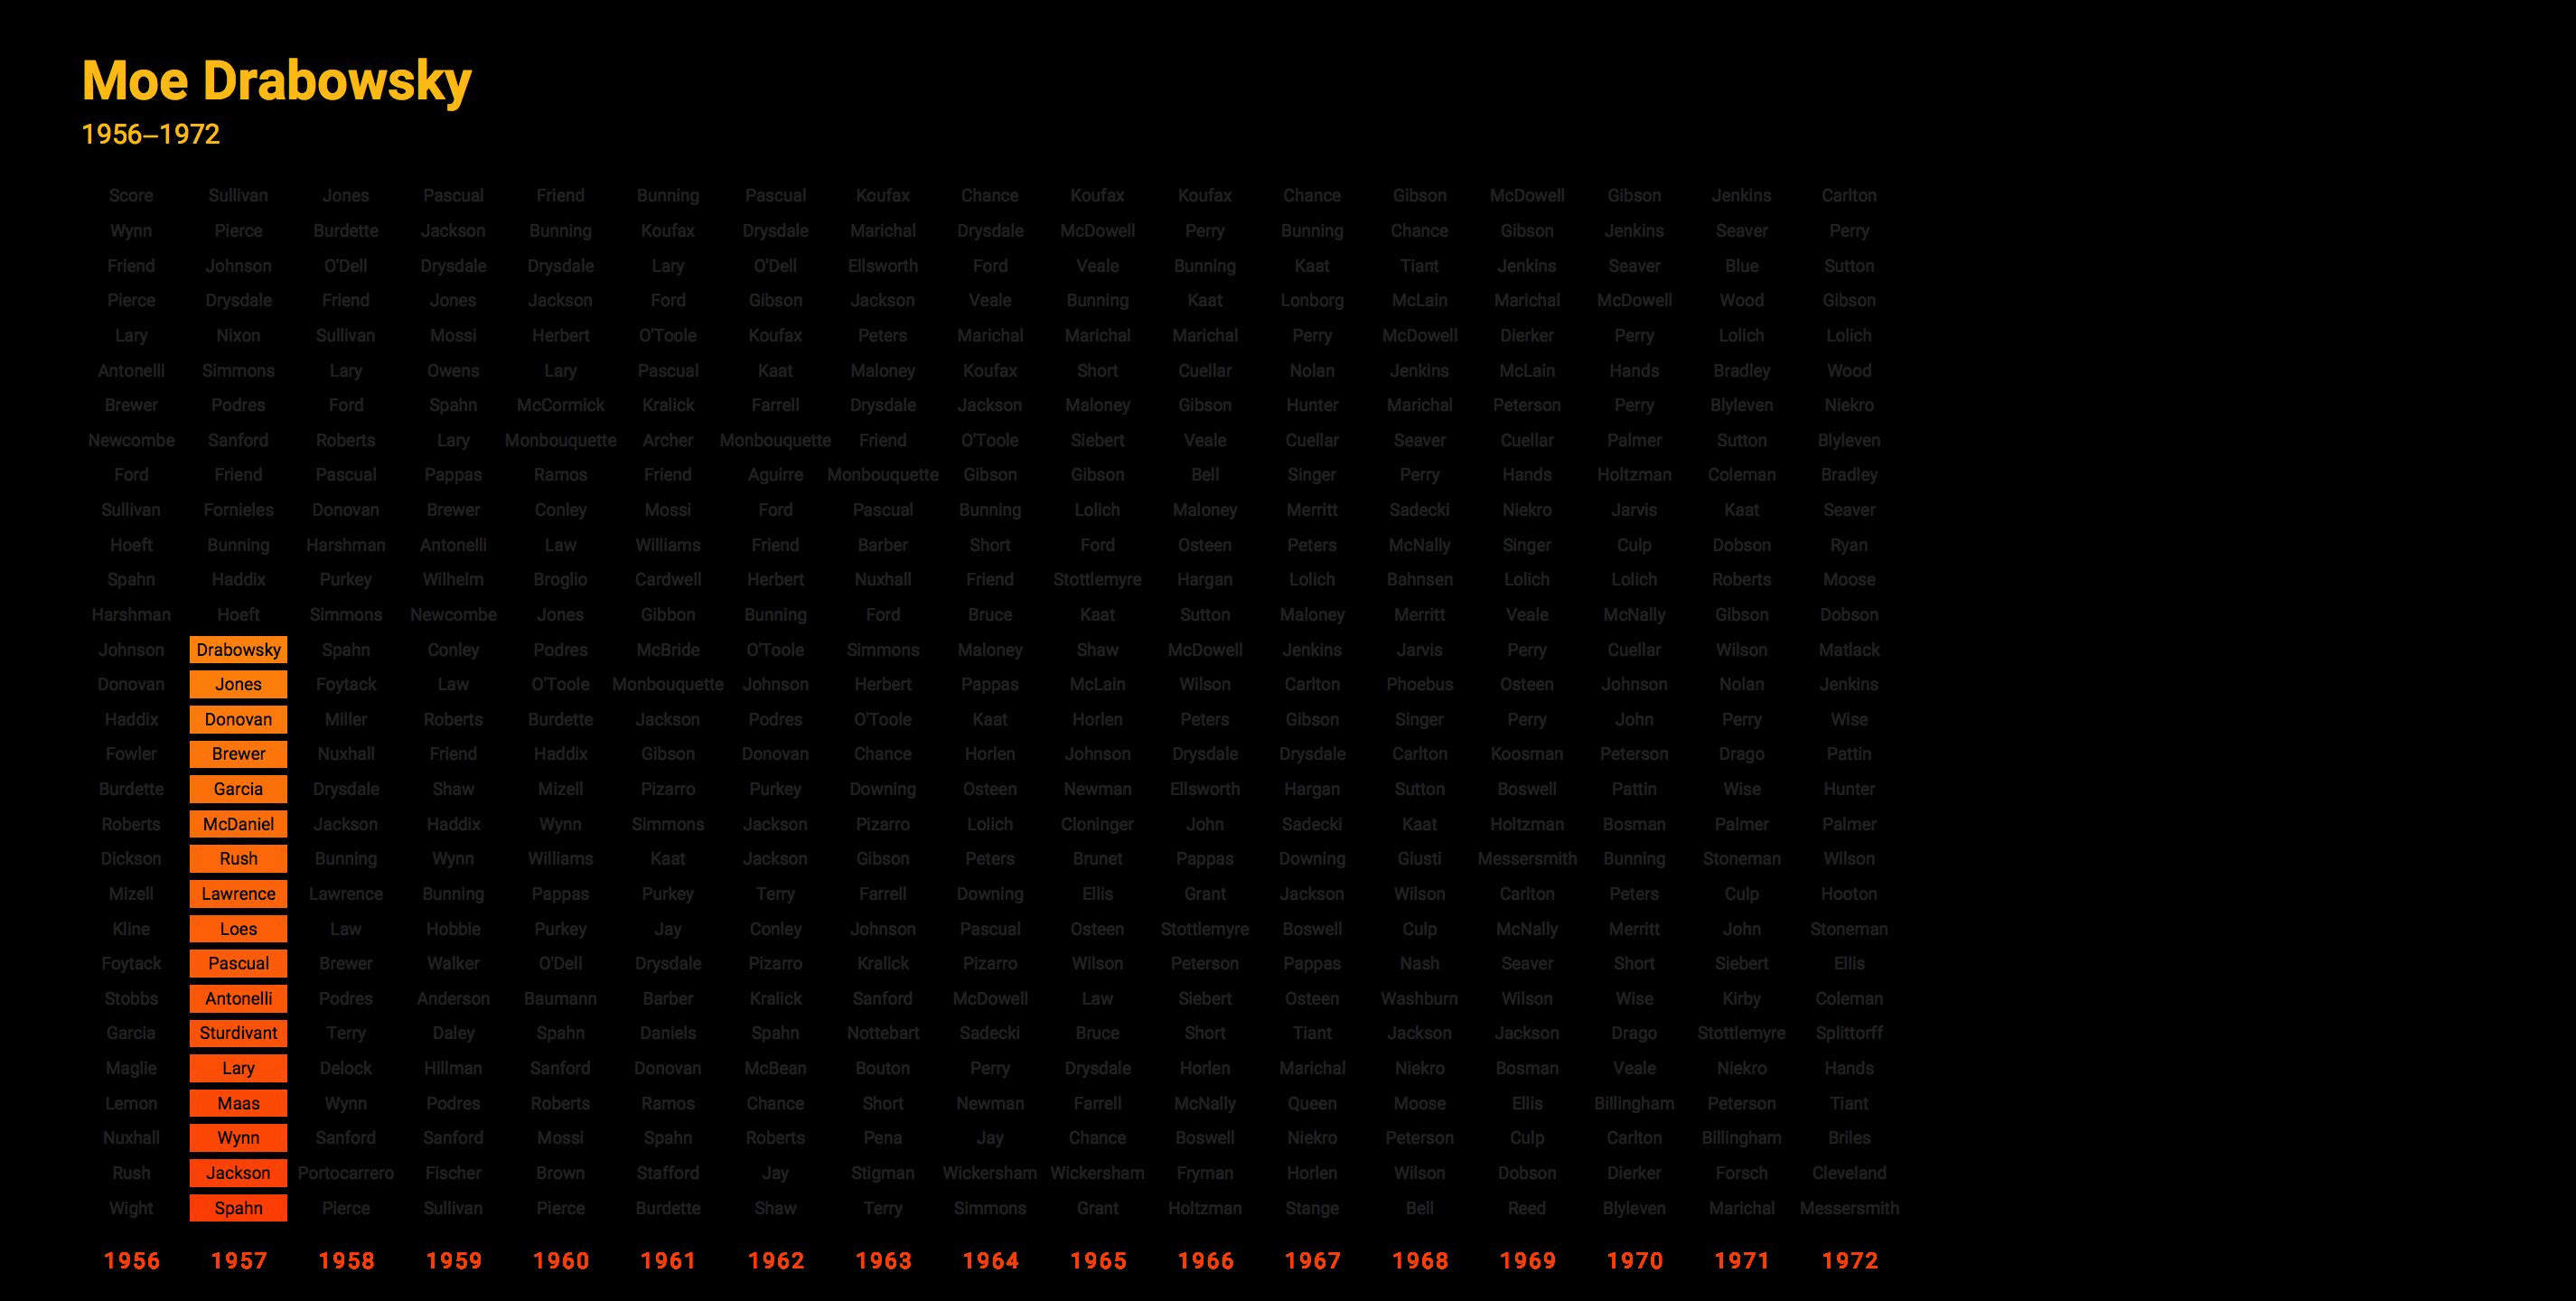 Moe Drabowsky
1956–1972
Score Sullivan Jones Pascual Friend Bunning Pascual Koufax Chance Koufax Koufax Chance Gibson McDowell Gibson Jenkins Carlton
Wynn Pierce Burdette Jackson Bunning Koufax Drysdale Marichal Drysdale McDowell Perry Bunning Chance Gibson Jenkins Seaver Perry
Friend Johnson O'Dell Drysdale Drysdale Lary O'Dell Ellsworth Ford Veale Bunning Kaat Tiant Jenkins Seaver Blue Sutton
Pierce Drysdale Friend Jones Jackson Ford Gibson Jackson Veale Bunning Kaat Lonborg McLain Marichal McDowell Wood Gibson
Lary Nixon Sullivan Mossi Herbert O'Toole Koufax Peters Marichal Marichal Marichal Perry McDowell Dierker Perry Lolich Lolich
Antonelli Simmons Lary Owens Lary Pascual Kaat Maloney Koufax Short Cuellar Nolan Jenkins McLain Hands Bradley Wood
Brewer Podres Ford Spahn McCormick Kralick Farrell Drysdale Jackson Maloney Gibson Hunter Marichal Peterson Perry Blyleven Niekro
Newcombe Sanford Roberts Lary Monbouquette Archer Monbouquette Friend O'Toole Siebert Veale Cuellar Seaver Cuellar Palmer Sutton Blyleven
Ford Friend Pascual Pappas Ramos Friend Aguirre Monbouquette Gibson Gibson Bell Singer Perry Hands Holtzman Coleman Bradley
Sullivan Fornieles Donovan Brewer Conley Mossi Ford Pascual Bunning Lolich Maloney Merritt Sadecki Niekro Jarvis Kaat Seaver
Hoeft Bunning Harshman Antonelli Law Williams Friend Barber Short Ford Osteen Peters McNally Singer Culp Dobson Ryan
Spahn Haddix Purkey Wilhelm Broglio Cardwell Herbert Nuxhall Friend Stottlemyre Hargan Lolich Bahnsen Lolich Lolich Roberts Moose
Harshman Hoeft Simmons Newcombe Jones Gibbon Bunning Ford Bruce Kaat Sutton Maloney Merritt Veale McNally Gibson Dobson
Johnson Drabowsky Spahn Conley Podres McBride O'Toole Simmons Maloney Shaw McDowell Jenkins Jarvis Perry Cuellar Wilson Matlack
Donovan Jones Foytack Law O'Toole Monbouquette Johnson Herbert Pappas McLain Wilson Carlton Phoebus Osteen Johnson Nolan Jenkins
Haddix Donovan Miller Roberts Burdette Jackson Podres O'Toole Kaat Horlen Peters Gibson Singer Perry John Perry Wise
Fowler Brewer Nuxhall Friend Haddix Gibson Donovan Chance Horlen Johnson Drysdale Drysdale Carlton Koosman Peterson Drago Pattin
Burdette Garcia Drysdale Shaw Mizell Pizarro Purkey Downing Osteen Newman Ellsworth Hargan Sutton Boswell Pattin Wise Hunter
Roberts McDaniel Jackson Haddix Wynn Simmons Jackson Pizarro Lolich Cloninger John Sadecki Kaat Holtzman Bosman Palmer Palmer
Dickson Rush Bunning Wynn Williams Kaat Jackson Gibson Peters Brunet Pappas Downing Giusti Messersmith Bunning Stoneman Wilson
Mizell Lawrence Lawrence Bunning Pappas Purkey Terry Farrell Downing Ellis Grant Jackson Wilson Carlton Peters Culp Hooton
Kline Loes Law Hobbie Purkey Jay Conley Johnson Pascual Osteen Stottlemyre Boswell Culp McNally Merritt John Stoneman
Foytack Pascual Brewer Walker O'Dell Drysdale Pizarro Kralick Pizarro Wilson Peterson Pappas Nash Seaver Short Siebert Ellis
Stobbs Antonelli Podres Anderson Baumann Barber Kralick Sanford McDowell Law Siebert Osteen Washburn Wilson Wise Kirby Coleman
Garcia Sturdivant Terry Daley Spahn Daniels Spahn Nottebart Sadecki Bruce Short Tiant Jackson Jackson Drago Stottlemyre Splittorff
Maglie Lary Delock Hillman Sanford Donovan McBean Bouton Perry Drysdale Horlen Marichal Niekro Bosman Veale Niekro Hands
Lemon Maas Wynn Podres Roberts Ramos Chance Short Newman Farrell McNally Queen Moose Ellis Billingham Peterson Tiant
Nuxhall Wynn Sanford Sanford Mossi Spahn Roberts Pena Jay Chance Boswell Niekro Peterson Culp Carlton Billingham Briles
Rush Jackson Portocarrero Fischer Brown Stafford Jay Stigman Wickersham Wickersham Fryman Horlen Wilson Dobson Dierker Forsch Cleveland
Wight Spahn Pierce Sullivan Pierce Burdette Shaw Terry Simmons Grant Holtzman Stange Bell Reed Blyleven Marichal Messersmith
1956 1957 1958 1959 1960 1961 1962 1963 1964 1965 1966 1967 1968 1969 1970 1971 1972